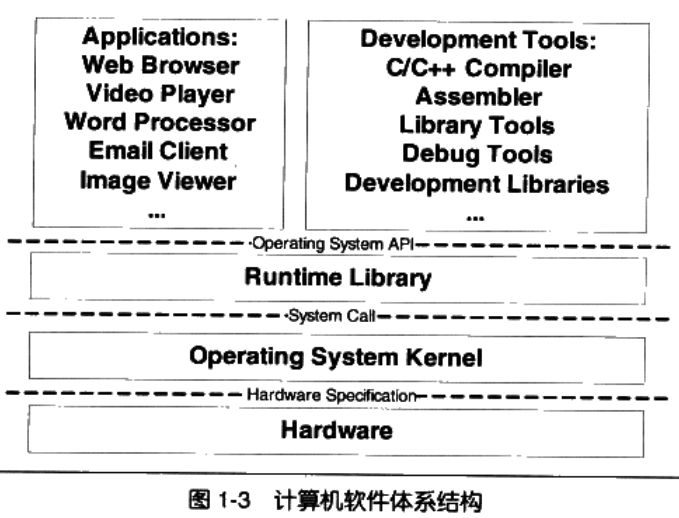 Applications:
Web Browser
Video Player
Word Processor
Email Client
Image Viewer
...
Development Tools:
C/C++ Compiler
Assembler
Library Tools
Debug Tools
Development Libraries
...
Operating System API
Runtime Library
System Call
Operating System Kernel
Hardware Specification
Hardware
图 1-3 计算机软件体系结构